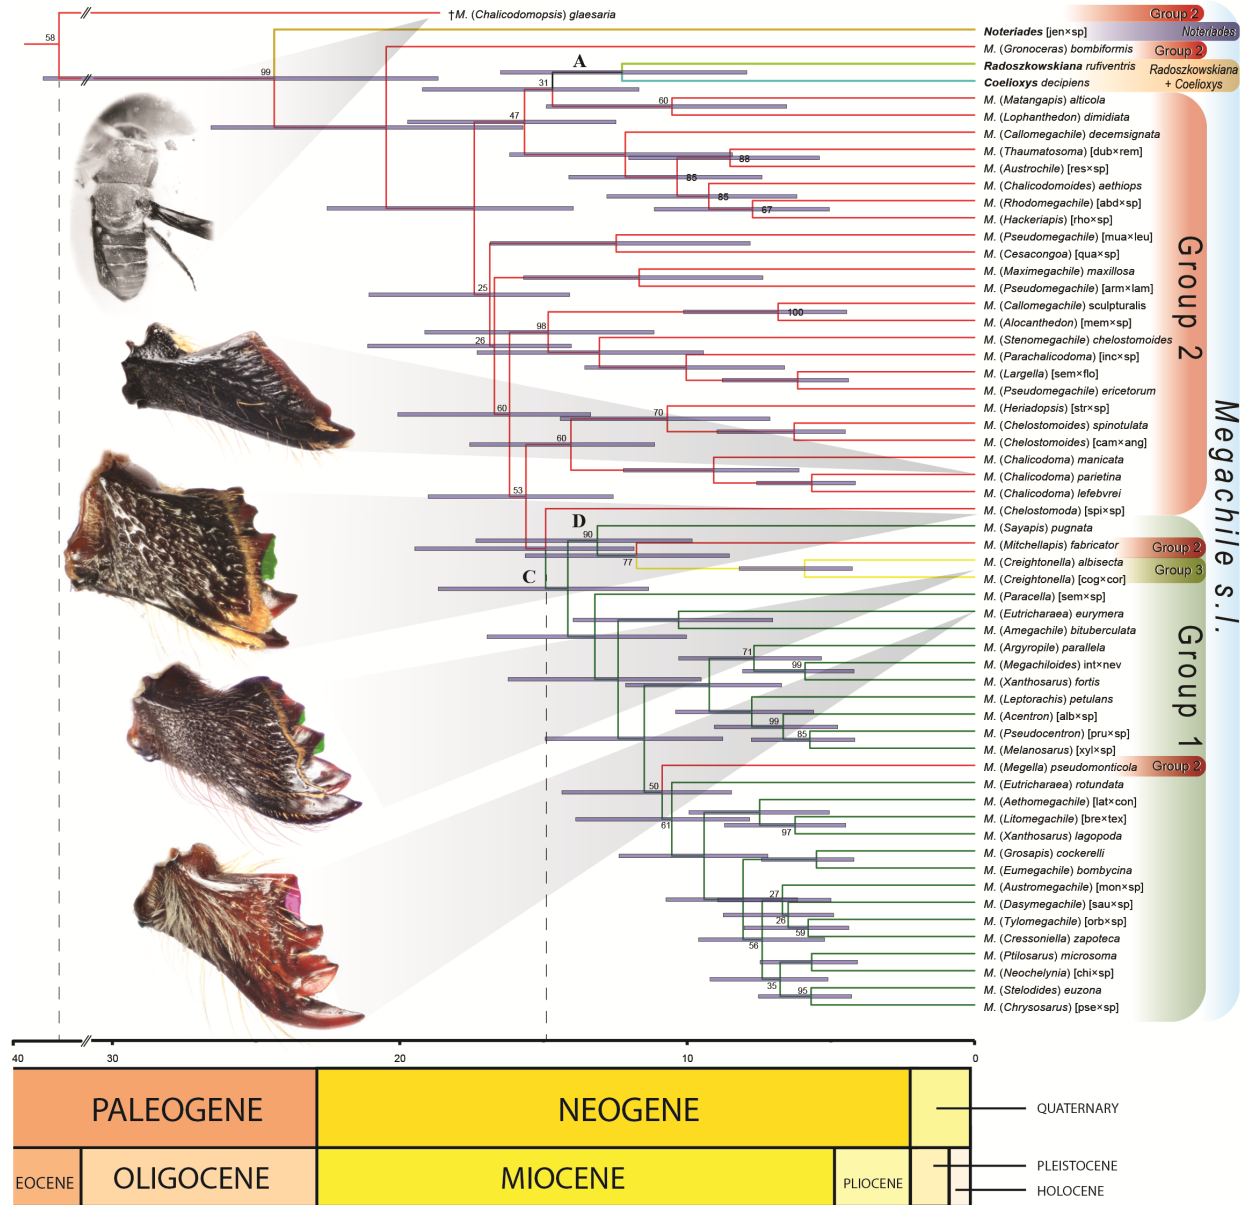 †M. (Chalicodomopsis) glaesaria
Group 2
58
Noteriades [jen×sp]
Noteriades
M. (Gronoceras) bombiformis
Group 2
A
Radoszkowskiana rufiventris
Radoszkowskiana
+ Coelioxys
99
31
Coelioxys decipiens
M. (Matangapis) alticola
60
M. (Lophanthedon) dimidiata
47
M. (Callomegachile) decemsignata
M. (Thaumatosoma) [dub×rem]
88
M. (Austrochile) [res×sp]
85
M. (Chalicodomoides) aethiops
85
M. (Rhodomegachile) [abd×sp]
67
M. (Hackeriapis) [rho×sp]
M. (Pseudomegachile) [mua×leu]
M. (Cesacongoa) [qua×sp]
M. (Maximegachile) maxillosa
M. (Pseudomegachile) [arm×lam]
25
M. (Callomegachile) sculpturalis
100
M. (Alocanthedon) [mem×sp]
98
M. (Stenomegachile) chelostomoides
26
M. (Parachalicodoma) [inc×sp]
M. (Largella) [sem×flo]
M. (Pseudomegachile) ericetorum
Group 2
M. (Heriadopsis) [str×sp]
60
70
M. (Chelostomoides) spinotulata
M. (Chelostomoides) [cam×ang]
60
M. (Chalicodoma) manicata
M. (Chalicodoma) parietina
M. (Chalicodoma) lefebvrei
53
M. (Chelostomoda) [spi×sp]
D
M. (Sayapis) pugnata
90
M. (Mitchellapis) fabricator
Group 2
77
M. (Creightonella) albisecta
Group 3
C
M. (Creightonella) [cog×cor]
Megachile s.l.
M. (Paracella) [sem×sp]
M. (Eutricharaea) eurymera
M. (Amegachile) bituberculata
M. (Argyropile) parallela
71
M. (Megachiloides) int×nev
99
M. (Xanthosarus) fortis
M. (Leptorachis) petulans
M. (Acentron) [alb×sp]
99
M. (Pseudocentron) [pru×sp]
85
M. (Melanosarus) [xyl×sp]
Group 1
M. (Megella) pseudomonticola
Group 2
50
M. (Eutricharaea) rotundata
M. (Aethomegachile) [lat×con]
M. (Litomegachile) [bre×tex]
61
97
M. (Xanthosarus) lagopoda
M. (Grosapis) cockerelli
M. (Eumegachile) bombycina
M. (Austromegachile) [mon×sp]
27
M. (Dasymegachile) [sau×sp]
26
M. (Tylomegachile) [orb×sp]
59
M. (Cressoniella) zapoteca
56
M. (Ptilosarus) microsoma
M. (Neochelynia) [chi×sp]
35
M. (Stelodides) euzona
95
M. (Chrysosarus) [pse×sp]
40 30 20 10 0
PALEOGENE NEOGENE QUATERNARY
EOCENE OLIGOCENE MIOCENE PLIOCENE PLEISTOCENE
HOLOCENE